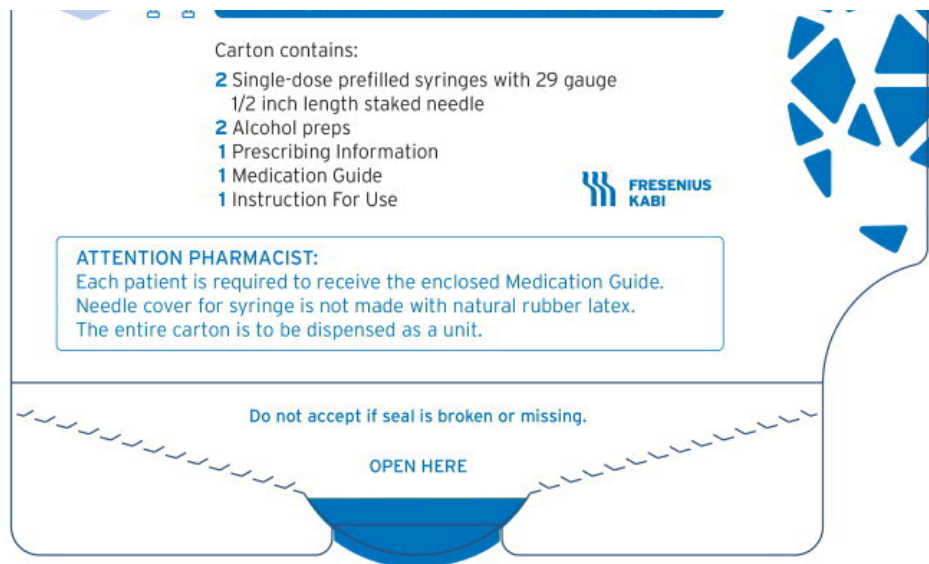 Carton contains:
2 Single-dose prefilled syringes with 29 gauge
1/2 inch length staked needle
2 Alcohol preps
1 Prescribing Information
1 Medication Guide
1 Instruction For Use
FRESENIUS
KABI
ATTENTION PHARMACIST:
Each patient is required to receive the enclosed Medication Guide.
Needle cover for syringe is not made with natural rubber latex.
The entire carton is to be dispensed as a unit.
Do not accept if seal is broken or missing.
OPEN HERE